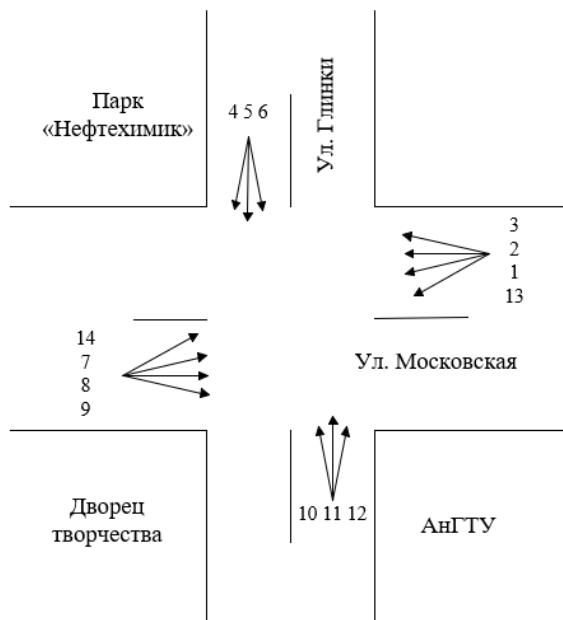 Парк
«Нефтехимик»
4 5 6
Ул. Глинки
3
2
1
13
14
7
8
9
Ул. Московская
Дворец
творчества
10 11 12
АнГТУ